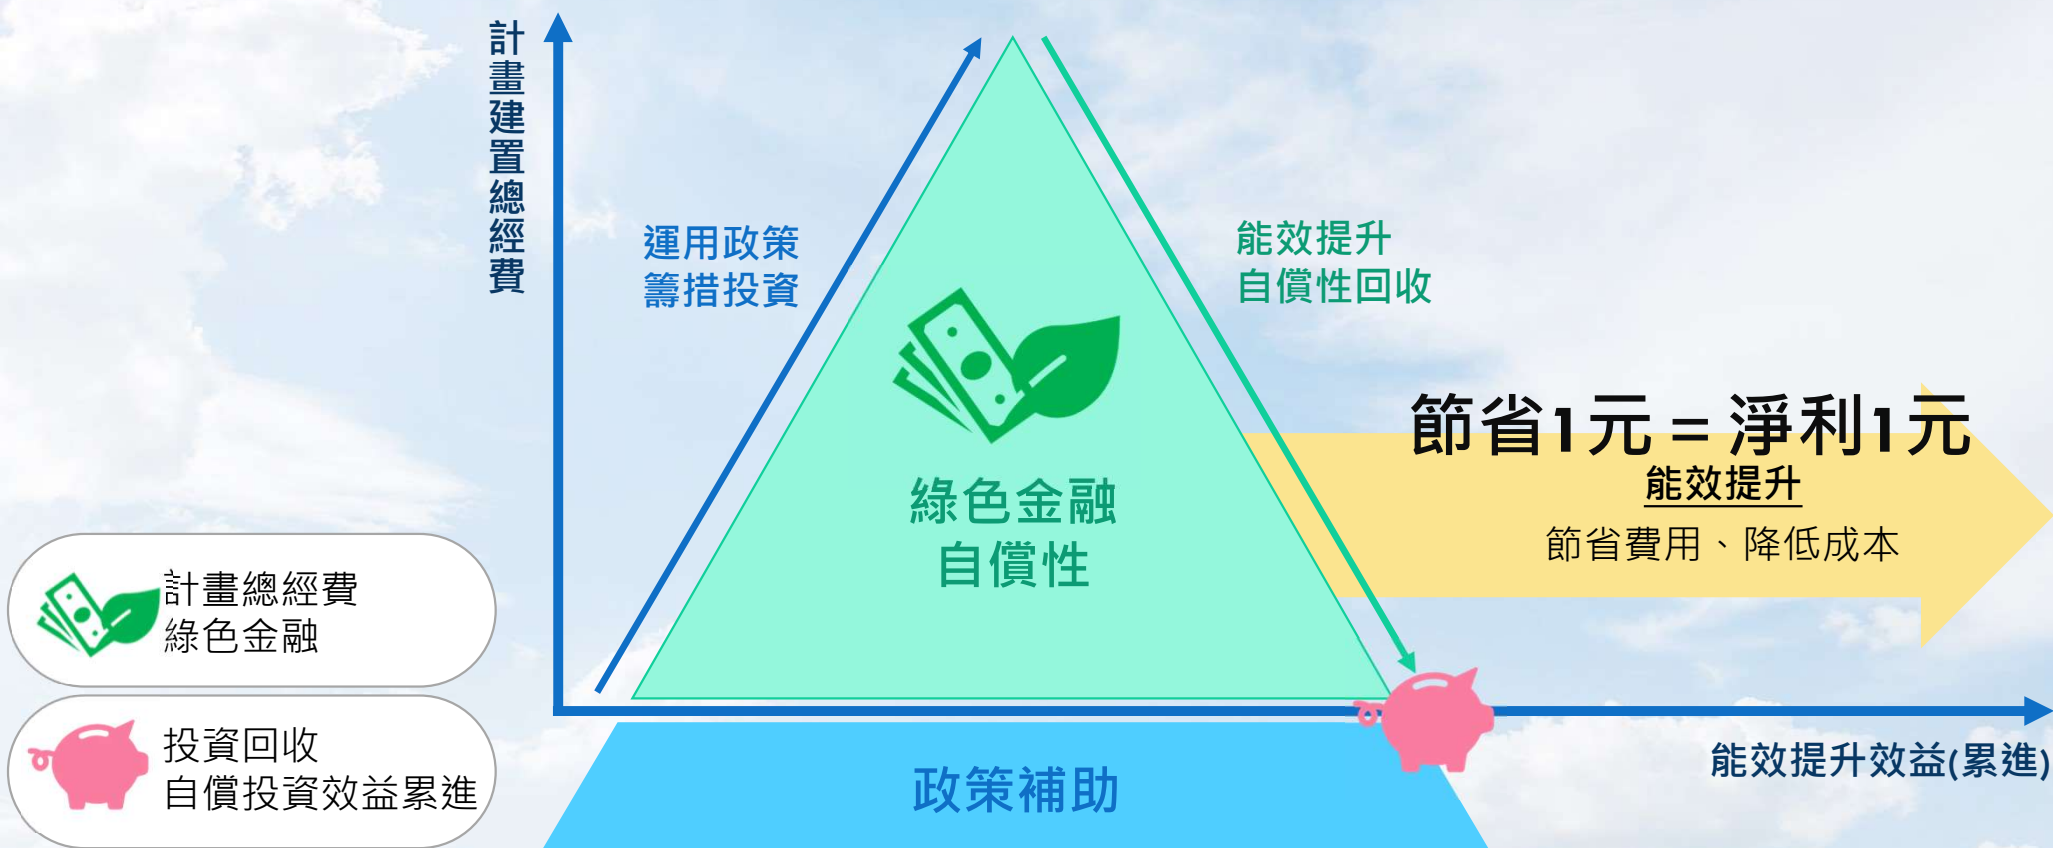 計畫建置總經費
運用政策
籌措投資
能效提升
自償性回收
綠色金融
自償性
節省1元 = 淨利1元
能效提升
節省費用、降低成本
計畫總經費
綠色金融
投資回收
自償投資效益累進
能效提升效益(累進)
政策補助